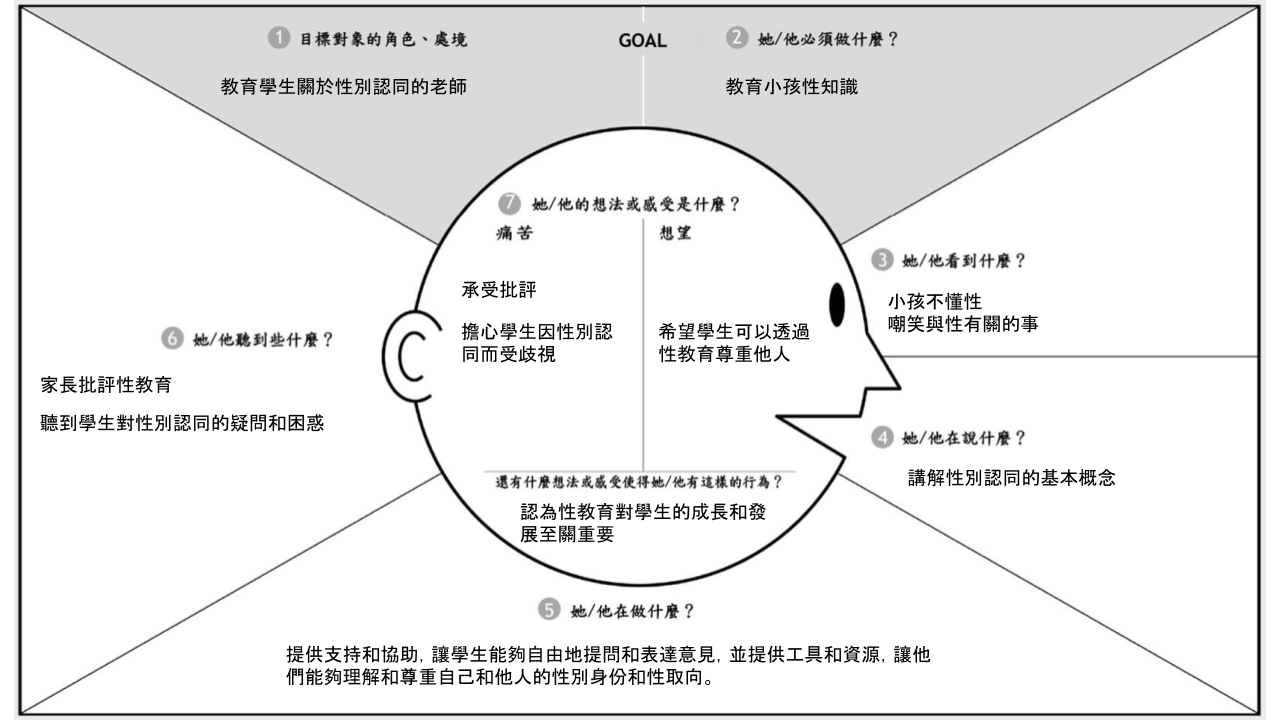 1 目標對象的角色、處境
GOAL
2 她/他必須做什麼?
教育學生關於性別認同的老師
教育小孩性知識
7 她/他的想法或感受是什麼?
痛苦
想望
承受批評
擔心學生因性別認
同而受歧視
希望學生可以透過
性教育尊重他人
還有什麼想法或感受使得她/他有這樣的行為?
認為性教育對學生的成長和發
展至關重要
3 她/他看到什麼?
小孩不懂性
嘲笑與性有關的事
4 她/他在說什麼?
講解性別認同的基本概念
5 她/他在做什麼?
提供支持和協助, 讓學生能夠自由地提問和表達意見, 並提供工具和資源, 讓他
們能夠理解和尊重自己和他人的性別身份和性取向。
6 她/他聽到些什麼?
家長批評性教育
聽到學生對性別認同的疑問和困惑